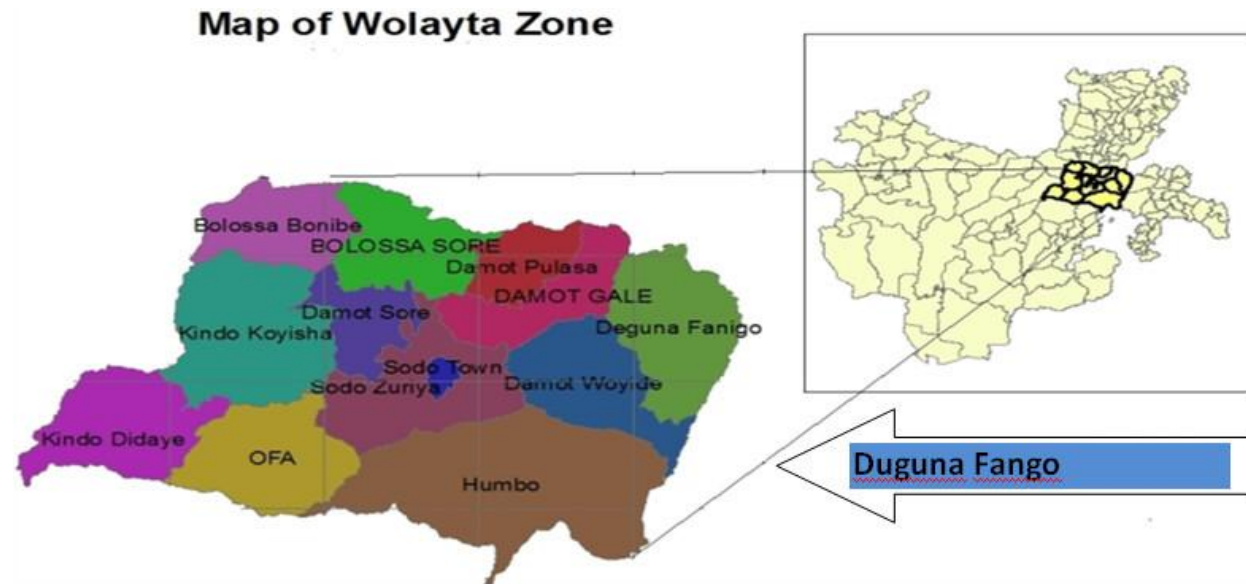 Map of Wolayta Zone
Bolossa Bonibe
BOLOSSA SORE
Damot Pulasa
DAMOT GALE
Damot Sore
Kindo Koyisha
Deguna Fanigo
Sodo Town
Sodo Zuriya
Damot Woyide
Kindo Didaye
OFA
Humbo
Duguna Fango